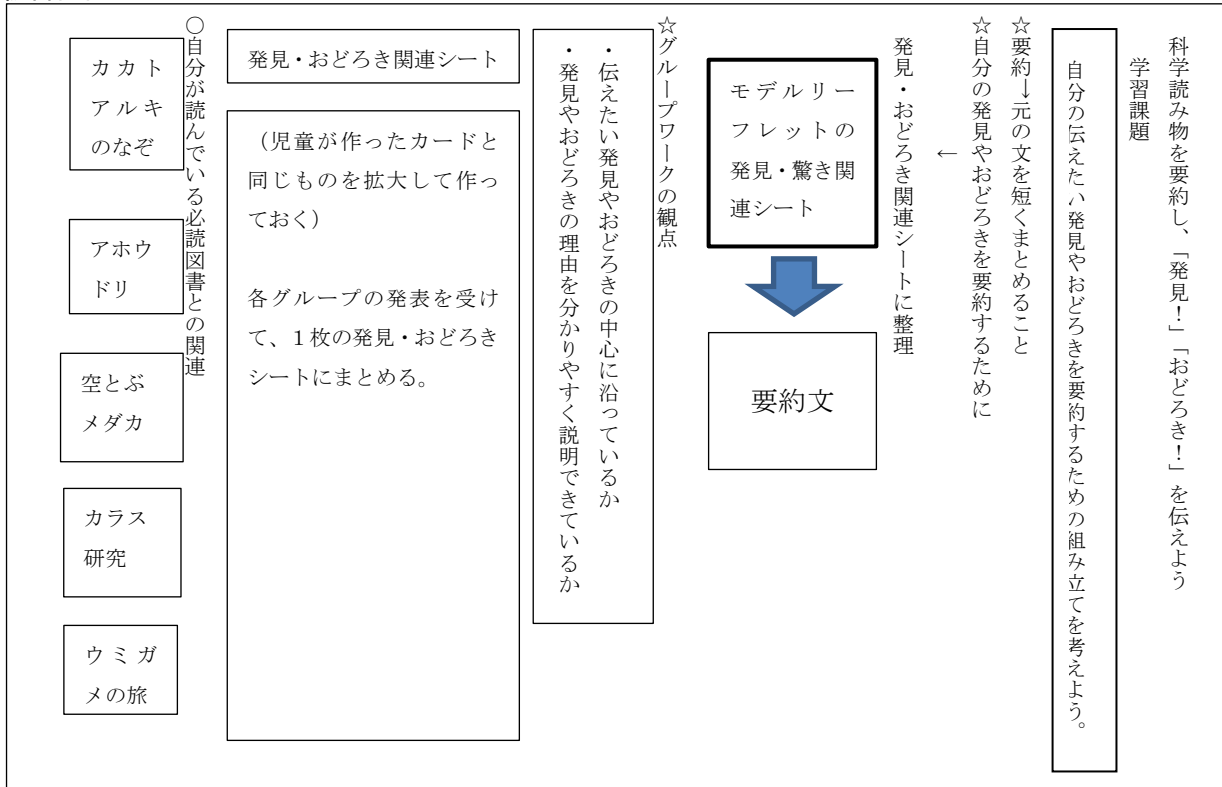 科学読み物を要約し、「発見！」「おどろき！」を伝えよう
学習課題
自分の伝えたい発見やおどろきを要約するための組み立てを考えよう。
☆要約→元の文を短くまとめること
☆自分の発見やおどろきを要約するために
←
発見・おどろき関連シートに整理
モデルリー
フレットの
発見・驚き関
連シート
要約文
☆グループワークの観点
・伝えたい発見やおどろきの中心に沿っているか
・発見やおどろきの理由を分かりやすく説明できているか
発見・おどろき関連シート
（児童が作ったカードと
同じものを拡大して作っ
ておく）
各グループの発表を受け
て、１枚の発見・おどろき
シートにまとめる。
○自分が読んでいる必読図書との関連
カカト
アルキ
のなぞ
アホウ
ドリ
空とぶ
メダカ
カラス
研究
ウミガ
メの旅